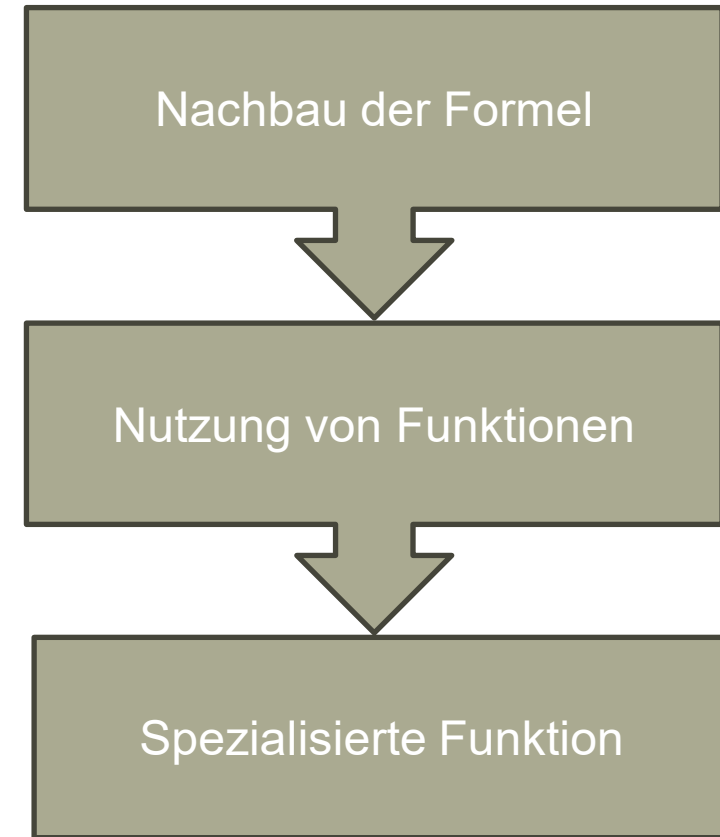 Nachbau der Formel
Nutzung von Funktionen
Spezialisierte Funktion